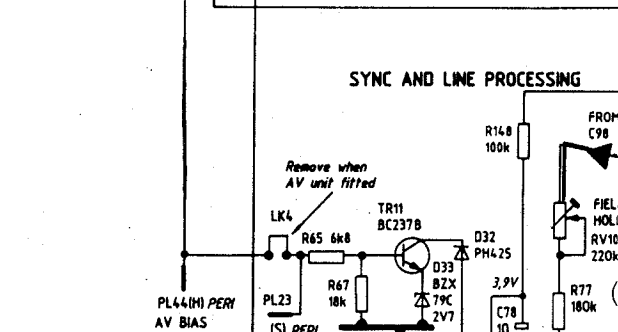 SYNC AND LINE PROCESSING
FROM
C98
R148
100k
Remove when
AV unit fitted
LK4
TR11
BC237B
R65 6k8
D32
PH425
FIEL
HOL
RV10
220k
D33
BZX
79C
2V7
R67
18k
3,9V
R77
180k
PL44(H) PERI
AV BIAS
PL23
(S) PERI
C78
10